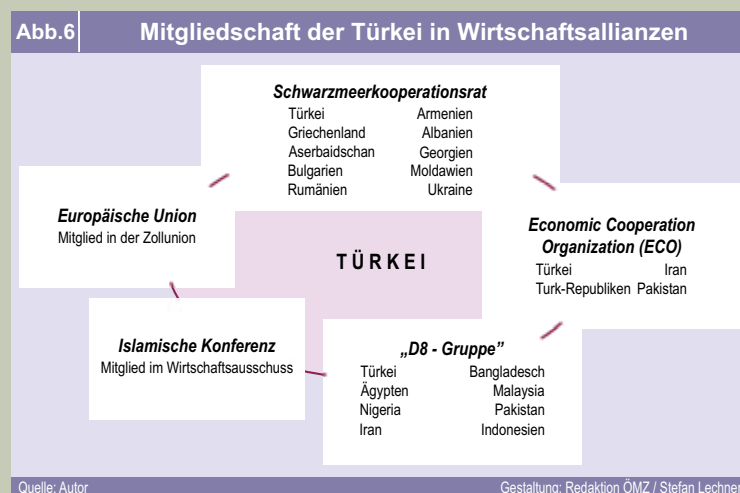 Abb.6 Mitgliedschaft der Türkei in Wirtschaftsallianzen
Schwarzmeerkooperationsrat
Türkei Armenien
Griechenland Albanien
Aserbaidschan Georgien
Bulgarien Moldawien
Rumänien Ukraine
Europäische Union
Mitglied in der Zollunion
TÜRKEI
Economic Cooperation
Organization (ECO)
Türkei Iran
Turk-Republiken Pakistan
Islamische Konferenz
Mitglied im Wirtschaftsausschuss
„D8 - Gruppe”
Türkei Bangladesch
Ägypten Malaysia
Nigeria Pakistan
Iran Indonesien
Quelle: Autor Gestaltung: Redaktion ÖMZ / Stefan Lechner